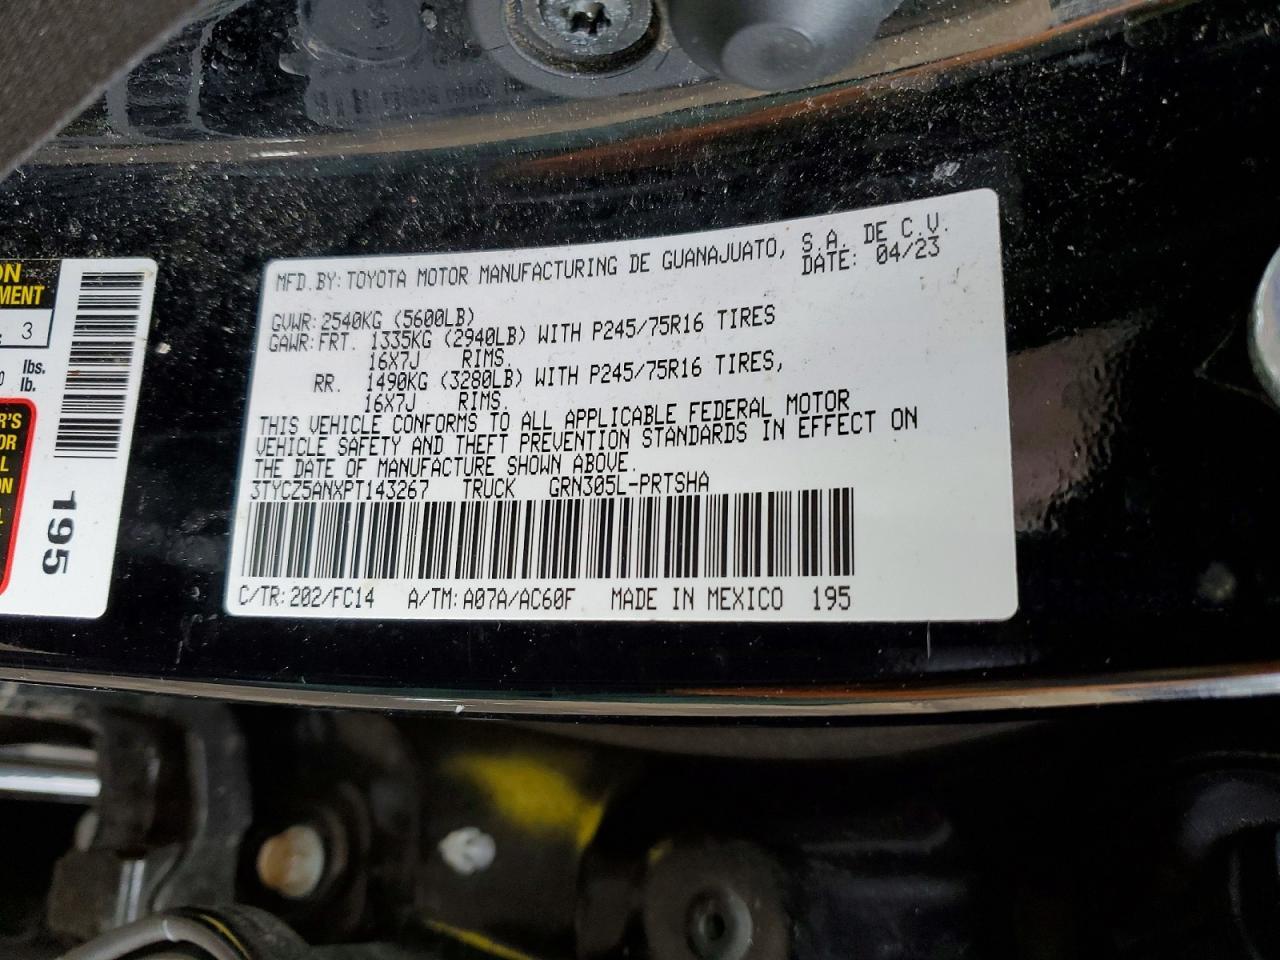 MFD.BY:TOYOTA MOTOR MANUFACTURING DE GUANAJUATO, S.A. DE C.V.
DATE: 04/23
GVWR:2540KG (5600LB)
GAWR:FRT. 1335KG (2940LB) WITH P245/75R16 TIRES
16X7J RIMS,
RR. 1490KG (3280LB) WITH P245/75R16 TIRES,
16X7J RIMS
THIS VEHICLE CONFORMS TO ALL APPLICABLE FEDERAL MOTOR
VEHICLE SAFETY AND THEFT PREVENTION STANDARDS IN EFFECT ON
THE DATE OF MANUFACTURE SHOWN ABOVE.
3TYCZ5ANXPT143267 TRUCK GRN305L-PRTSHA
C/TR:202/FC14 A/TM:A07A/AC60F MADE IN MEXICO 195
3
lbs.
lb.
195